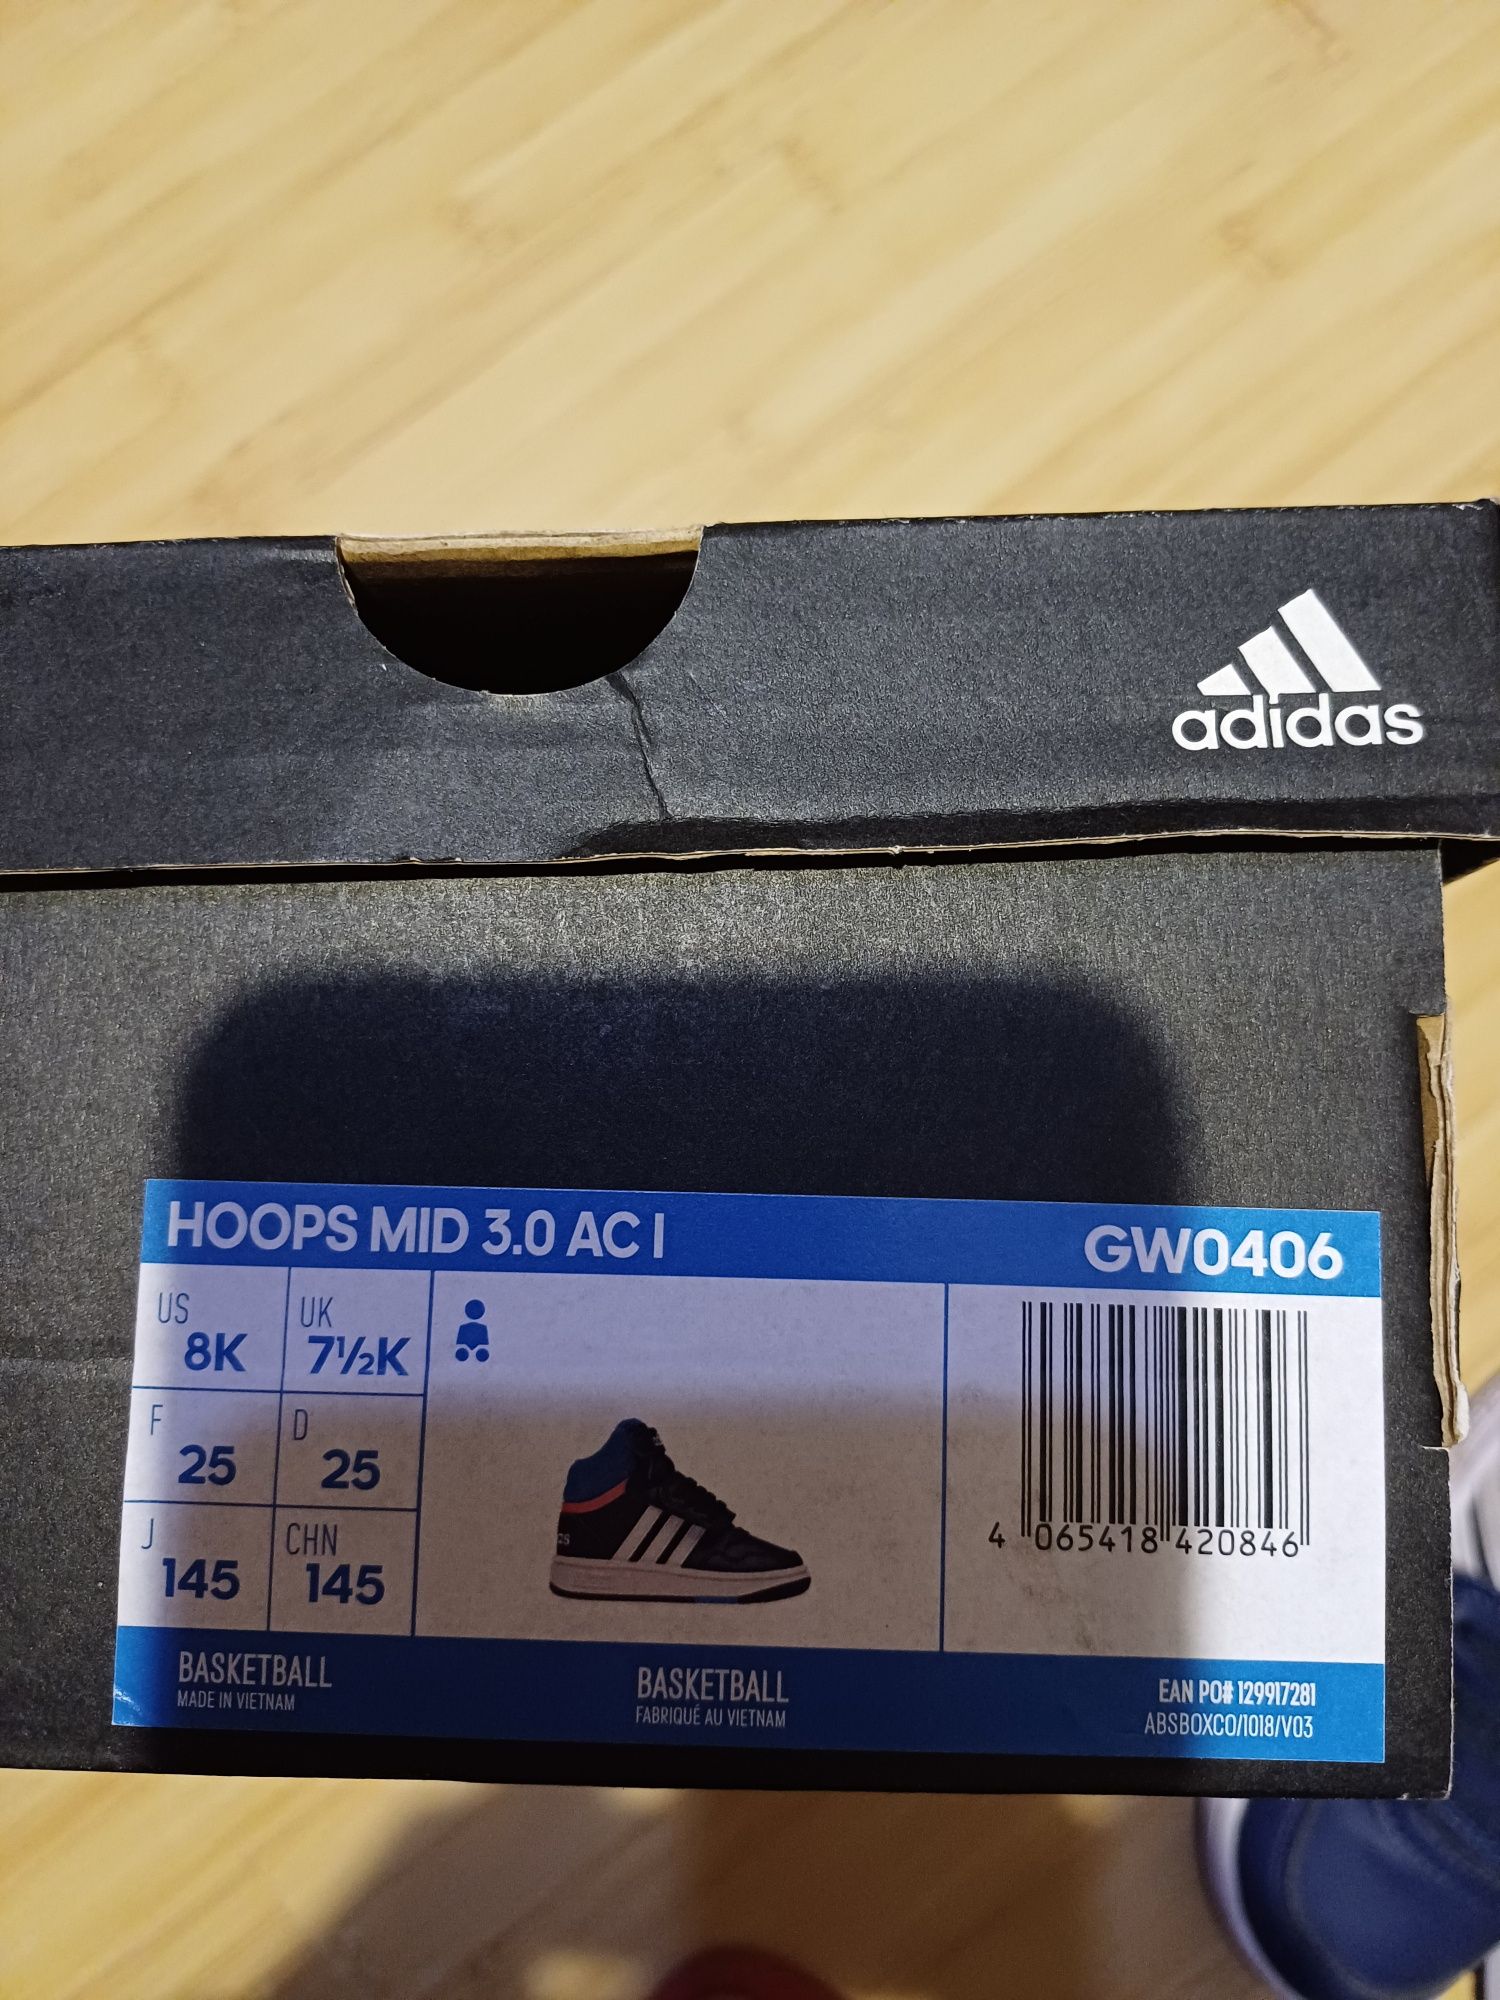 adidas
HOOPS MID 3.0 AC I
GW0406
US
8K
UK
7½K
F
25
D
25
J
145
CHN
145
4 065418 420846
BASKETBALL
MADE IN VIETNAM
BASKETBALL
FABRIQUÉ AU VIETNAM
EAN PO# 129917281
ABSBOXCO/1018/V03